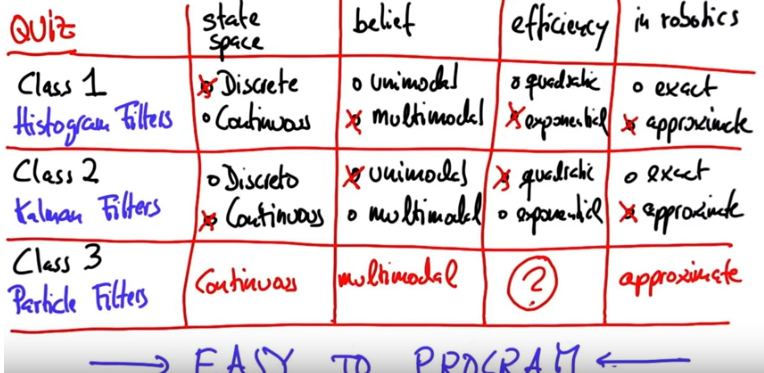 QUIZ
state space
belief
efficiency
in robotics
Class 1
Histogram Filters
Discrete
Continuous
unimodal
multimodal
quadratic
exponential
exact
approximate
Class 2
Kalman Filters
Discrete
Continuous
unimodal
multimodal
quadratic
exponential
exact
approximate
Class 3
Particle Filters
Continuous
multimodal
?
approximate
→ EASY TO PROGRAM ←